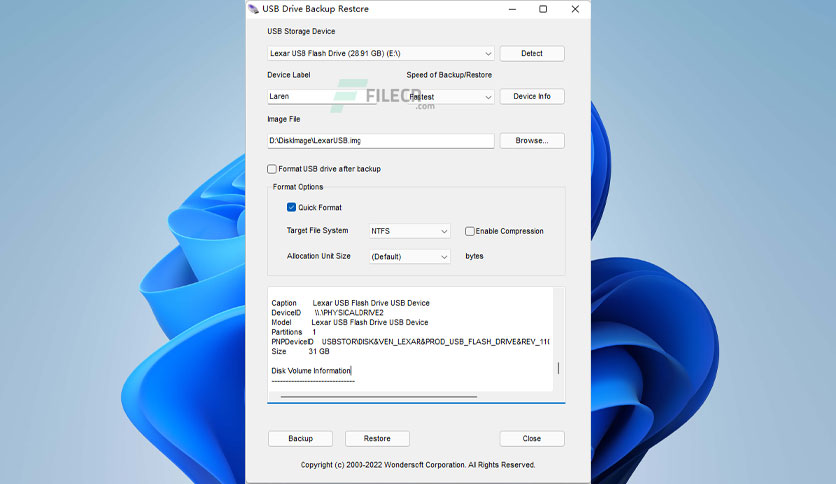 USB Drive Backup Restore
USB Storage Device
Lexar USB Flash Drive (28.91 GB) (E:\)
Detect
Device Label
Speed of Backup/Restore
Laren
Fastest
Device Info
FILECR
.com
Image File
D:\DiskImage\LexarUSB.img
Browse...
Format USB drive after backup
Format Options
Quick Format
Target File System
NTFS
Enable Compression
Allocation Unit Size
(Default)
bytes
Caption Lexar USB Flash Drive USB Device
DeviceID \\.\PHYSICALDRIVE2
Model Lexar USB Flash Drive USB Device
Partitions 1
PNPDeviceID USBSTOR\DISK&VEN_LEXAR&PROD_USB_FLASH_DRIVE&REV_110
Size 31 GB
Disk Volume Information
------------------------------
Backup
Restore
Close
Copyright (c) 2000-2022 Wondersoft Corporation. All Rights Reserved.